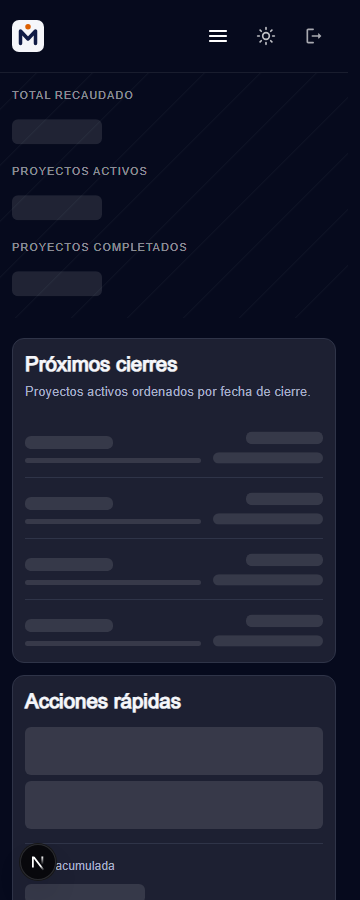 TOTAL RECAUDADO
PROYECTOS ACTIVOS
PROYECTOS COMPLETADOS
Próximos cierres
Proyectos activos ordenados por fecha de cierre.
Acciones rápidas
acumulada